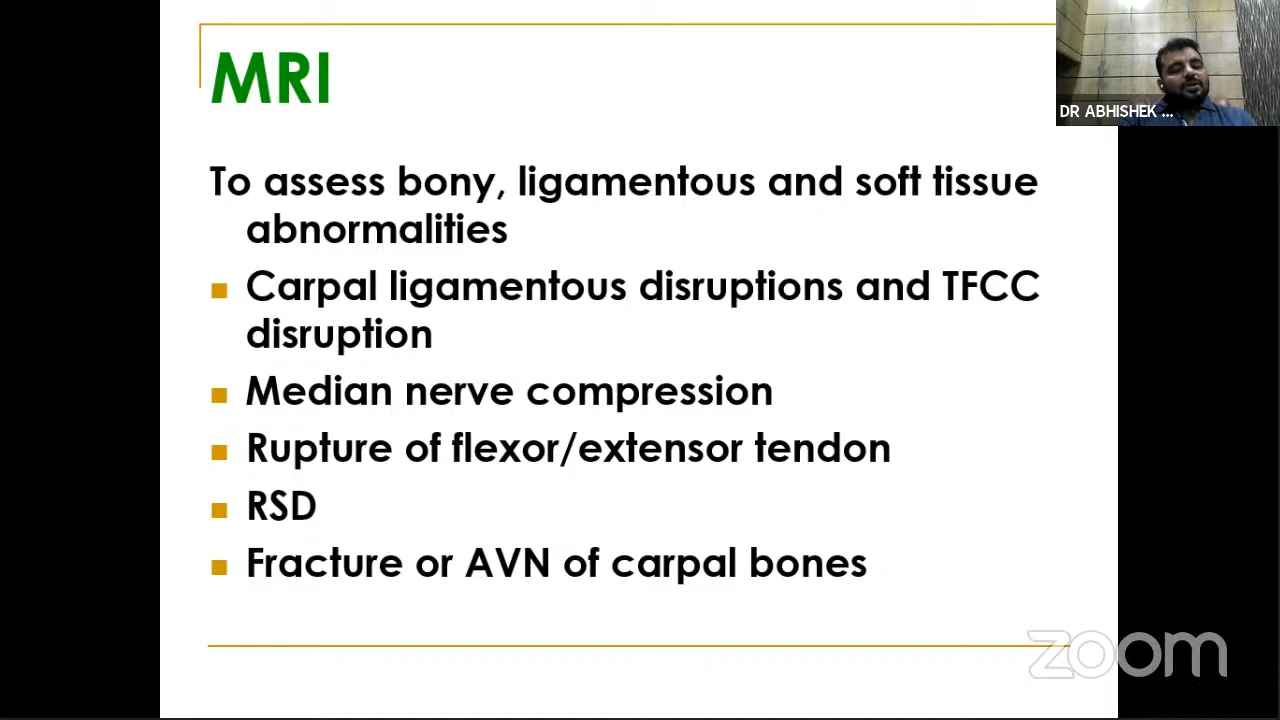 MRI
DR ABHISHEK ...
To assess bony, ligamentous and soft tissue
abnormalities
Carpal ligamentous disruptions and TFCC
disruption
Median nerve compression
Rupture of flexor/extensor tendon
RSD
Fracture or AVN of carpal bones
zoom